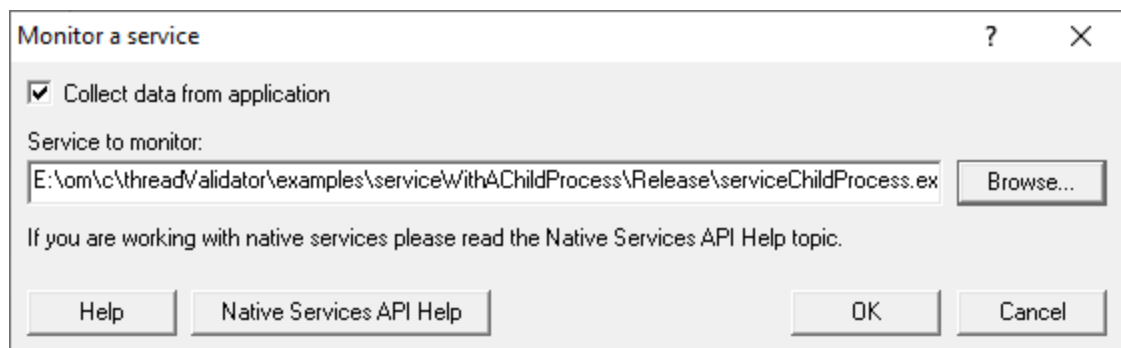 Monitor a service ?
Collect data from application
Service to monitor:
E:\om\c\threadValidator\examples\serviceWithAChildProcess\Release\serviceChildProcess.ex Browse...
If you are working with native services please read the Native Services API Help topic.
Help Native Services API Help OK Cancel